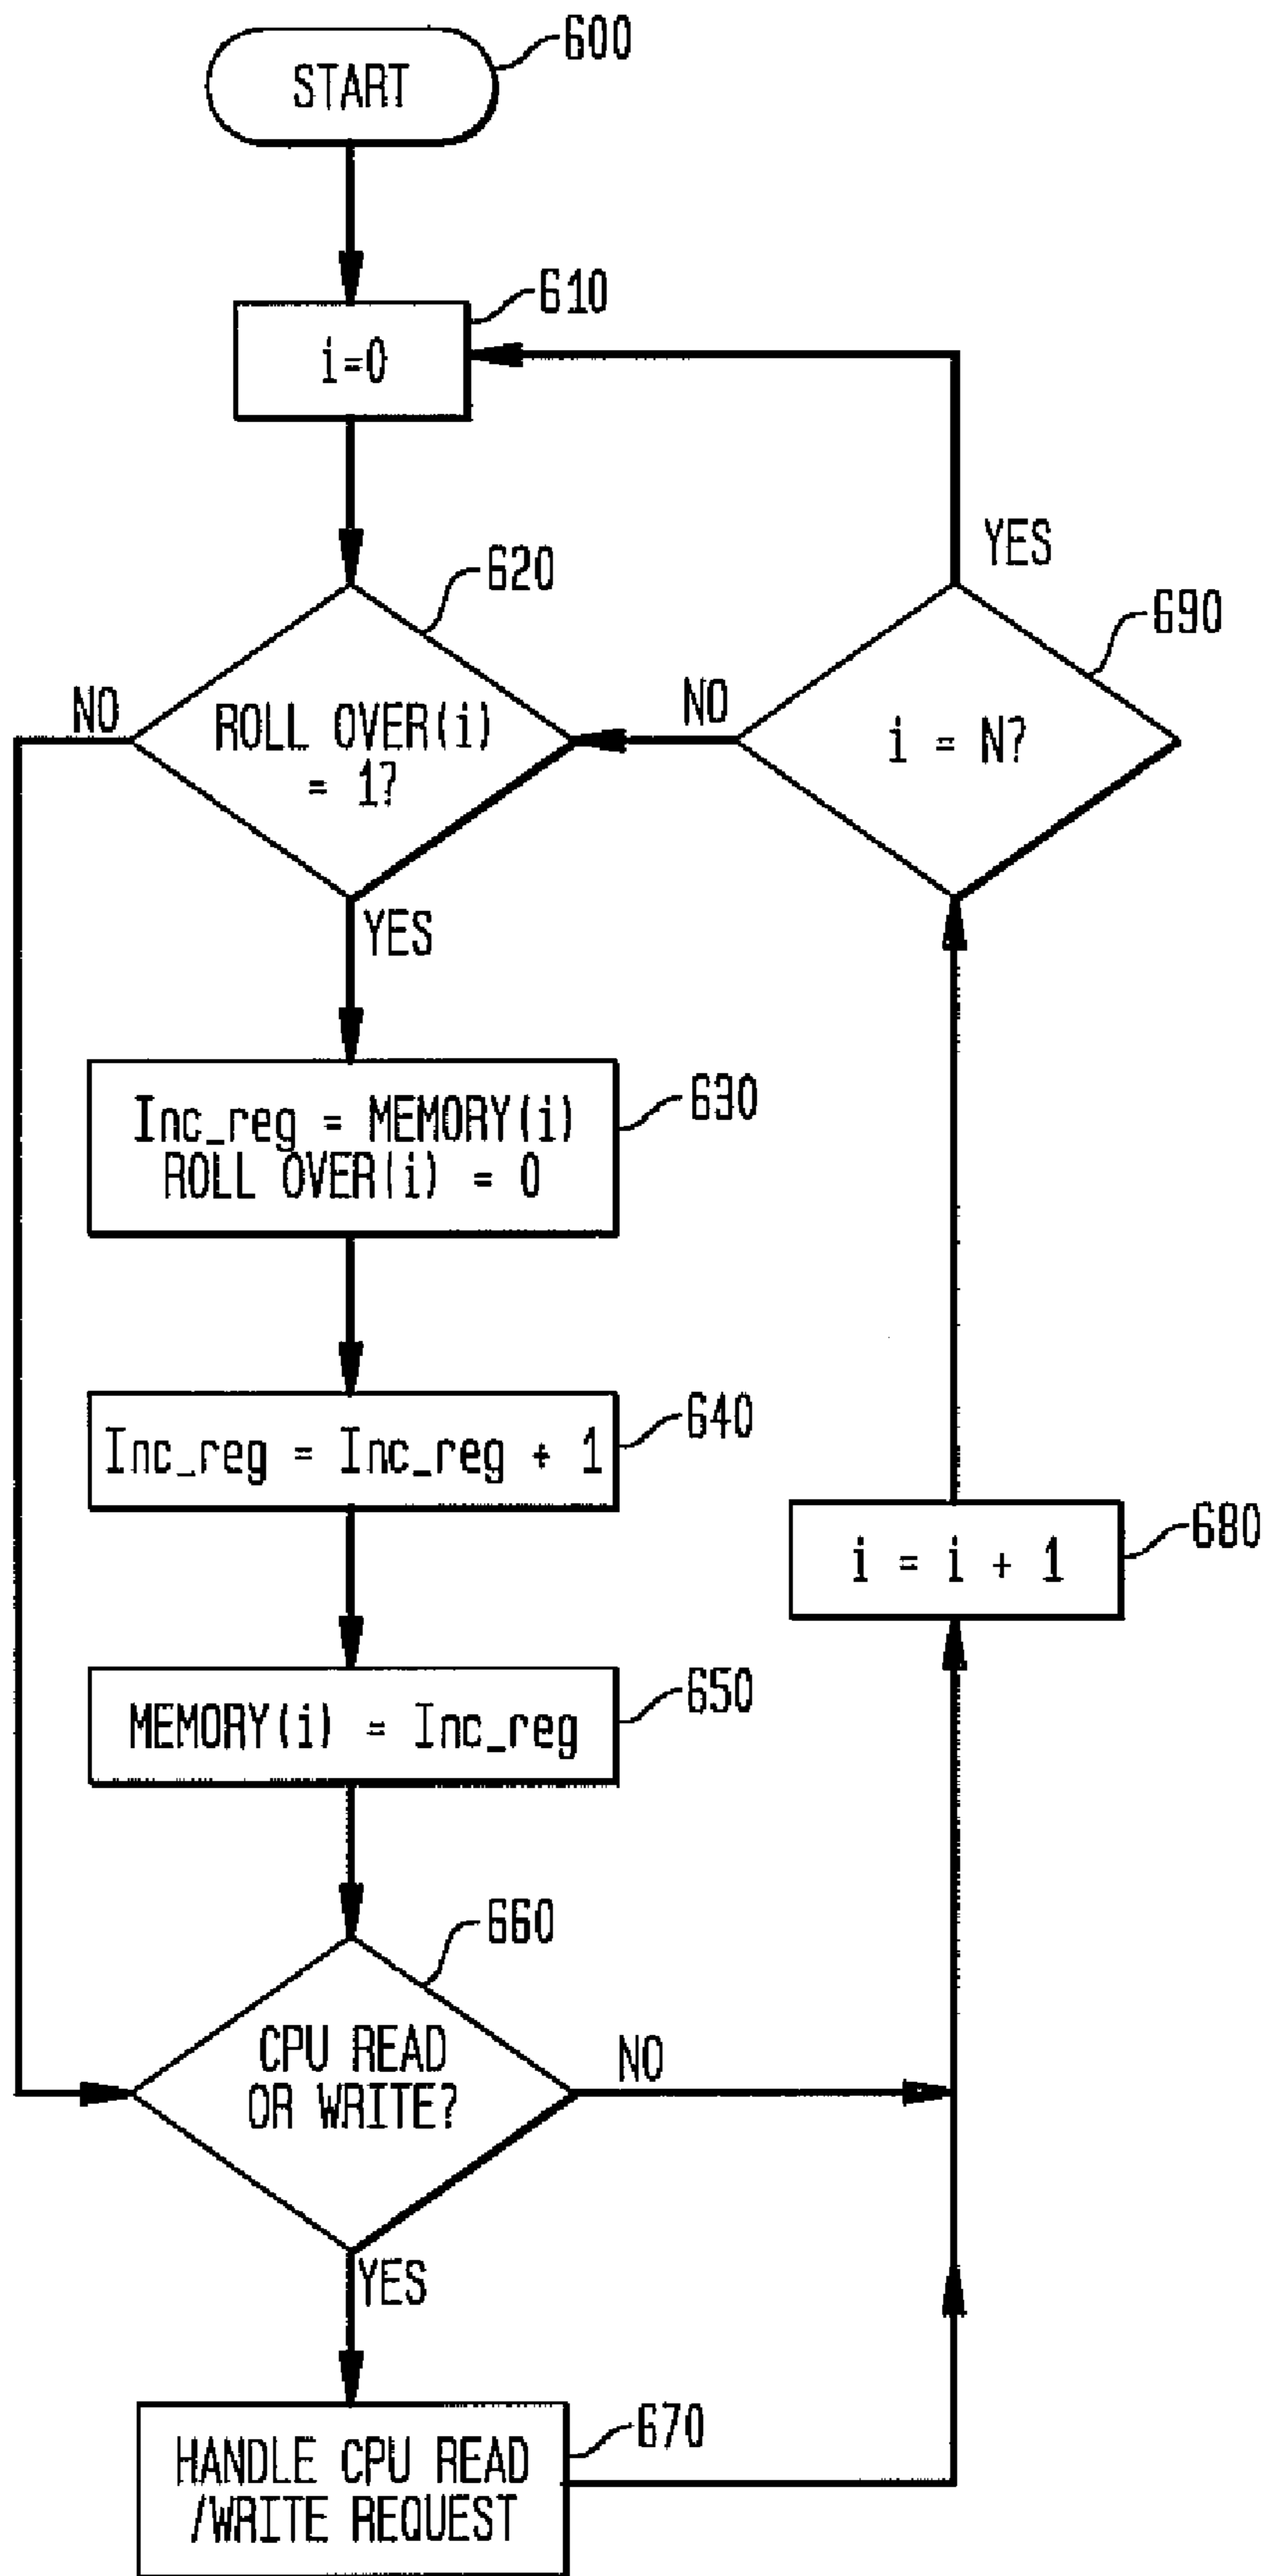 START
600
i=0
610
YES
620
690
NO
ROLL OVER(i)
= 1?
NO
i = N?
YES
Inc_reg = MEMORY(i)
ROLL OVER(i) = 0
630
Inc_reg = Inc_reg + 1
640
i = i + 1
680
MEMORY(i) = Inc_reg
650
660
CPU READ
OR WRITE?
NO
YES
HANDLE CPU READ
/WRITE REQUEST
670